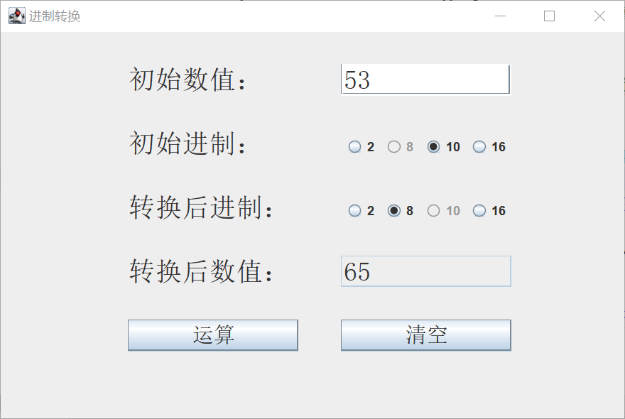 进制转换
初始数值： 53
初始进制： 2 8 10 16
转换后进制： 2 8 10 16
转换后数值： 65
运算 清空